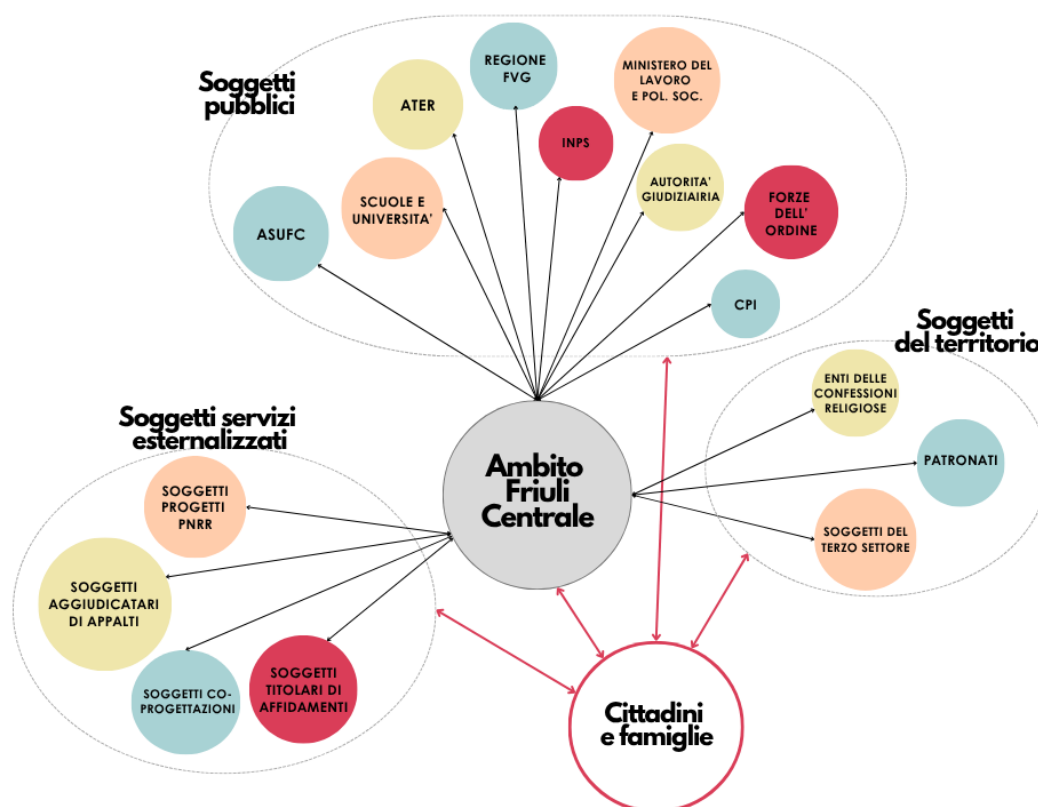 Soggetti
pubblici
REGIONE
FVG
MINISTERO DEL
LAVORO
E POL. SOC.
ATER
INPS
SCUOLE E
UNIVERSITA'
AUTORITA'
GIUDIZIAIRIA
FORZE
DELL'
ORDINE
ASUFC
CPI
Soggetti
del territorio
ENTI DELLE
CONFESSIONI
RELIGIOSE
PATRONATI
SOGGETTI DEL
TERZO SETTORE
Soggetti servizi
esternalizzati
SOGGETTI
PROGETTI
PNRR
SOGGETTI
AGGIUDICATARI
DI APPALTI
SOGGETTI CO-
PROGETTAZIONI
SOGGETTI
TITOLARI DI
AFFIDAMENTI
Ambito
Friuli
Centrale
Cittadini
e famiglie